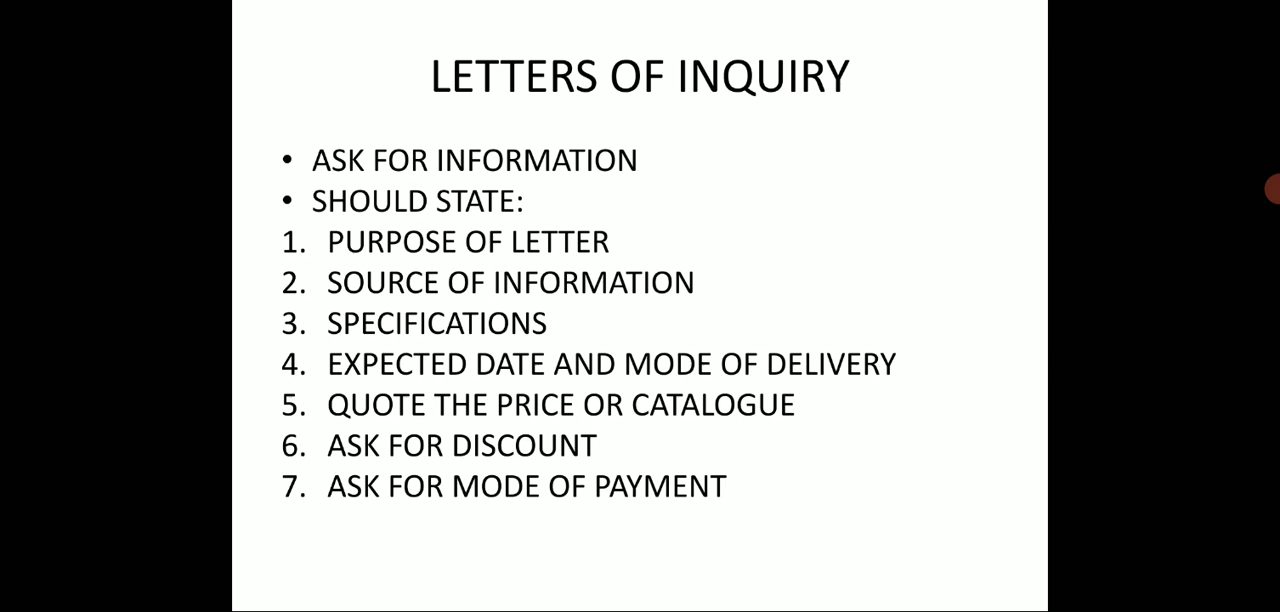 LETTERS OF INQUIRY
• ASK FOR INFORMATION
• SHOULD STATE:
1. PURPOSE OF LETTER
2. SOURCE OF INFORMATION
3. SPECIFICATIONS
4. EXPECTED DATE AND MODE OF DELIVERY
5. QUOTE THE PRICE OR CATALOGUE
6. ASK FOR DISCOUNT
7. ASK FOR MODE OF PAYMENT